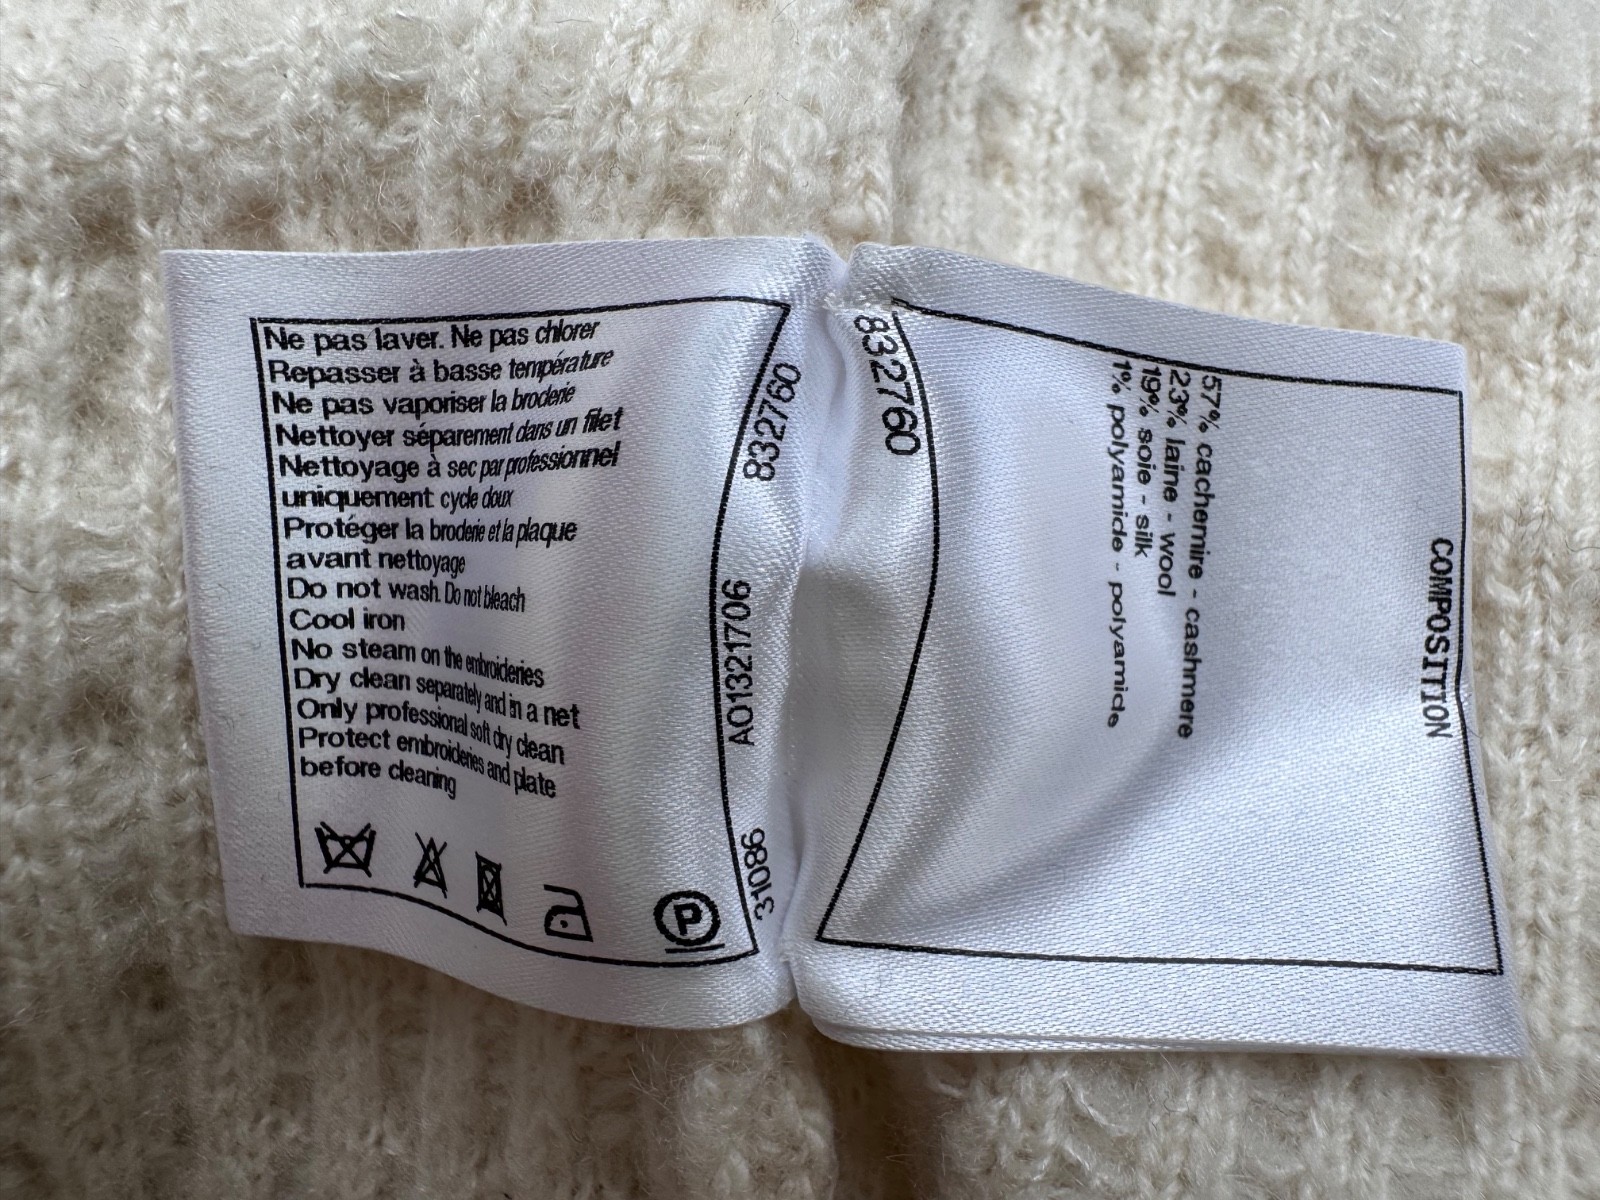 Ne pas laver. Ne pas chlorer
Repasser à basse température
Ne pas vaporiser la broderie
Nettoyer séparement dans un filet
Nettoyage à sec par professionnel
uniquement cycle doux
Protéger la broderie et la plaque
avant nettoyage
Do not wash. Do not bleach
Cool iron
No steam on the embroideries
Dry clean separately and in a net
Only professional soft dry clean
Protect embroideries and plate
before cleaning
P
832760
A01321706
31086
832760
COMPOSITION
57% cachemire - cashmere
23% laine - wool
19% soie - silk
1% polyamide - polyamide